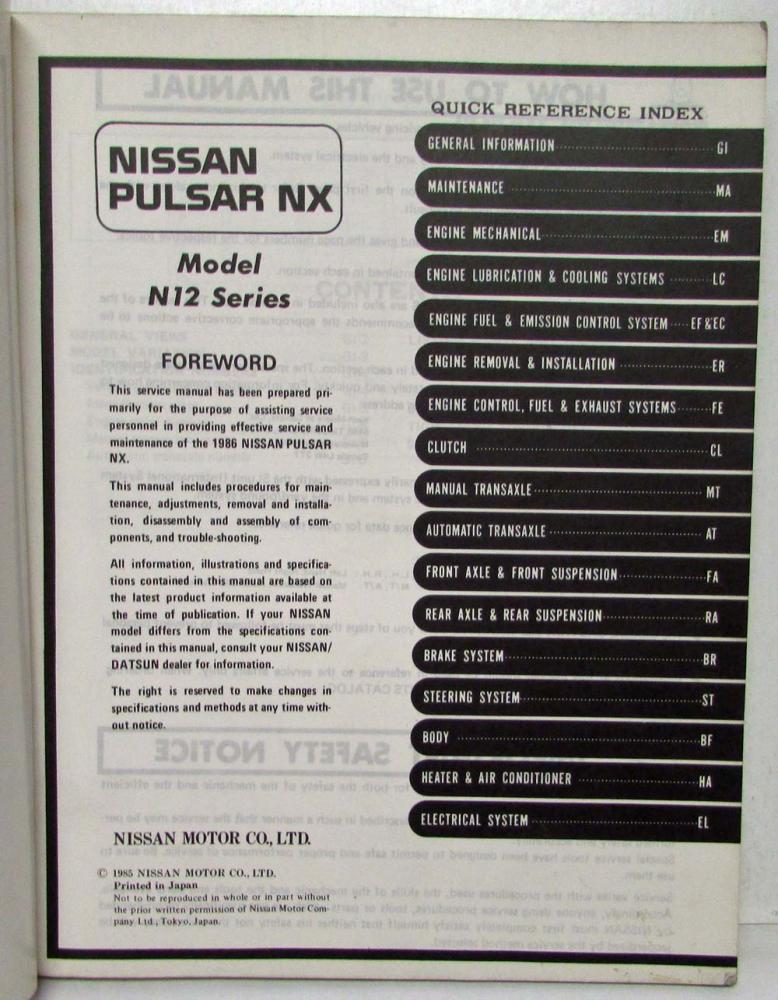 NISSAN
PULSAR NX
Model
N12 Series
FOREWORD
This service manual has been prepared pri-
marily for the purpose of assisting service
personnel in providing effective service and
maintenance of the 1986 NISSAN PULSAR
NX.
This manual includes procedures for main-
tenance, adjustments, removal and installa-
tion, disassembly and assembly of com-
ponents, and trouble-shooting.
All information, illustrations and specifica-
tions contained in this manual are based on
the latest product information available at
the time of publication. If your NISSAN
model differs from the specifications con-
tained in this manual, consult your NISSAN/
DATSUN dealer for information.
The right is reserved to make changes in
specifications and methods at any time with-
out notice.
NISSAN MOTOR CO., LTD.
© 1985 NISSAN MOTOR CO., LTD.
Printed in Japan
Not to be reproduced in whole or in part without
the prior written permission of Nissan Motor Com-
pany Ltd., Tokyo, Japan.
QUICK REFERENCE INDEX
GENERAL INFORMATION GI
MAINTENANCE MA
ENGINE MECHANICAL EM
ENGINE LUBRICATION & COOLING SYSTEMS LC
ENGINE FUEL & EMISSION CONTROL SYSTEM EF & EC
ENGINE REMOVAL & INSTALLATION ER
ENGINE CONTROL, FUEL & EXHAUST SYSTEMS FE
CLUTCH CL
MANUAL TRANSAXLE MT
AUTOMATIC TRANSAXLE AT
FRONT AXLE & FRONT SUSPENSION FA
REAR AXLE & REAR SUSPENSION RA
BRAKE SYSTEM BR
STEERING SYSTEM ST
BODY BF
HEATER & AIR CONDITIONER HA
ELECTRICAL SYSTEM EL